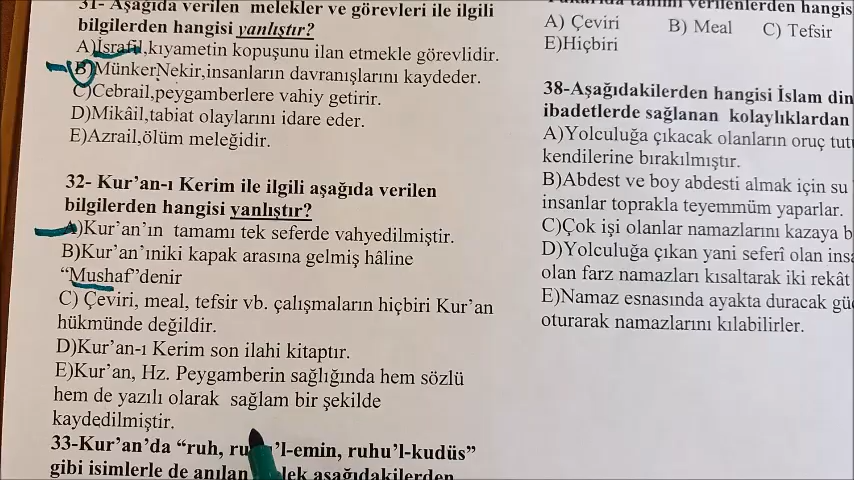 31- Aşağıda verilen melekler ve görevleri ile ilgili
bilgilerden hangisi yanlıştır?
A)İsrafil,kıyametin kopuşunu ilan etmekle görevlidir.
B)MünkerNekir,insanların davranışlarını kaydeder.
C)Cebrail,peygamberlere vahiy getirir.
D)Mikâil,tabiat olaylarını idare eder.
E)Azrail,ölüm meleğidir.
32- Kur'an-ı Kerim ile ilgili aşağıda verilen
bilgilerden hangisi yanlıştır?
A)Kur'an'ın tamamı tek seferde vahyedilmiştir.
B)Kur'an'ıniki kapak arasına gelmiş hâline
"Mushaf"denir
C) Çeviri, meal, tefsir vb. çalışmaların hiçbiri Kur'an
hükmünde değildir.
D)Kur'an-ı Kerim son ilahi kitaptır.
E)Kur'an, Hz. Peygamberin sağlığında hem sözlü
hem de yazılı olarak sağlam bir şekilde
kaydedilmiştir.
33-Kur'an'da "ruh, 'l-emin, ruhu'l-kudüs"
gibi isimlerle de anılan aşağıdakilerden
verilenlerden hangis
A) Çeviri B) Meal C) Tefsir
E)Hiçbiri
38-Aşağıdakilerden hangisi İslam din
ibadetlerde sağlanan kolaylıklardan
A)Yolculuğa çıkacak olanların oruç tut
kendilerine bırakılmıştır.
B)Abdest ve boy abdesti almak için su
insanlar toprakla teyemmüm yaparlar.
C)Çok işi olanlar namazlarını kazaya b
D)Yolculuğa çıkan yani seferî olan insa
olan farz namazları kısaltarak iki rekât
E)Namaz esnasında ayakta duracak gü
oturarak namazlarını kılabilirler.